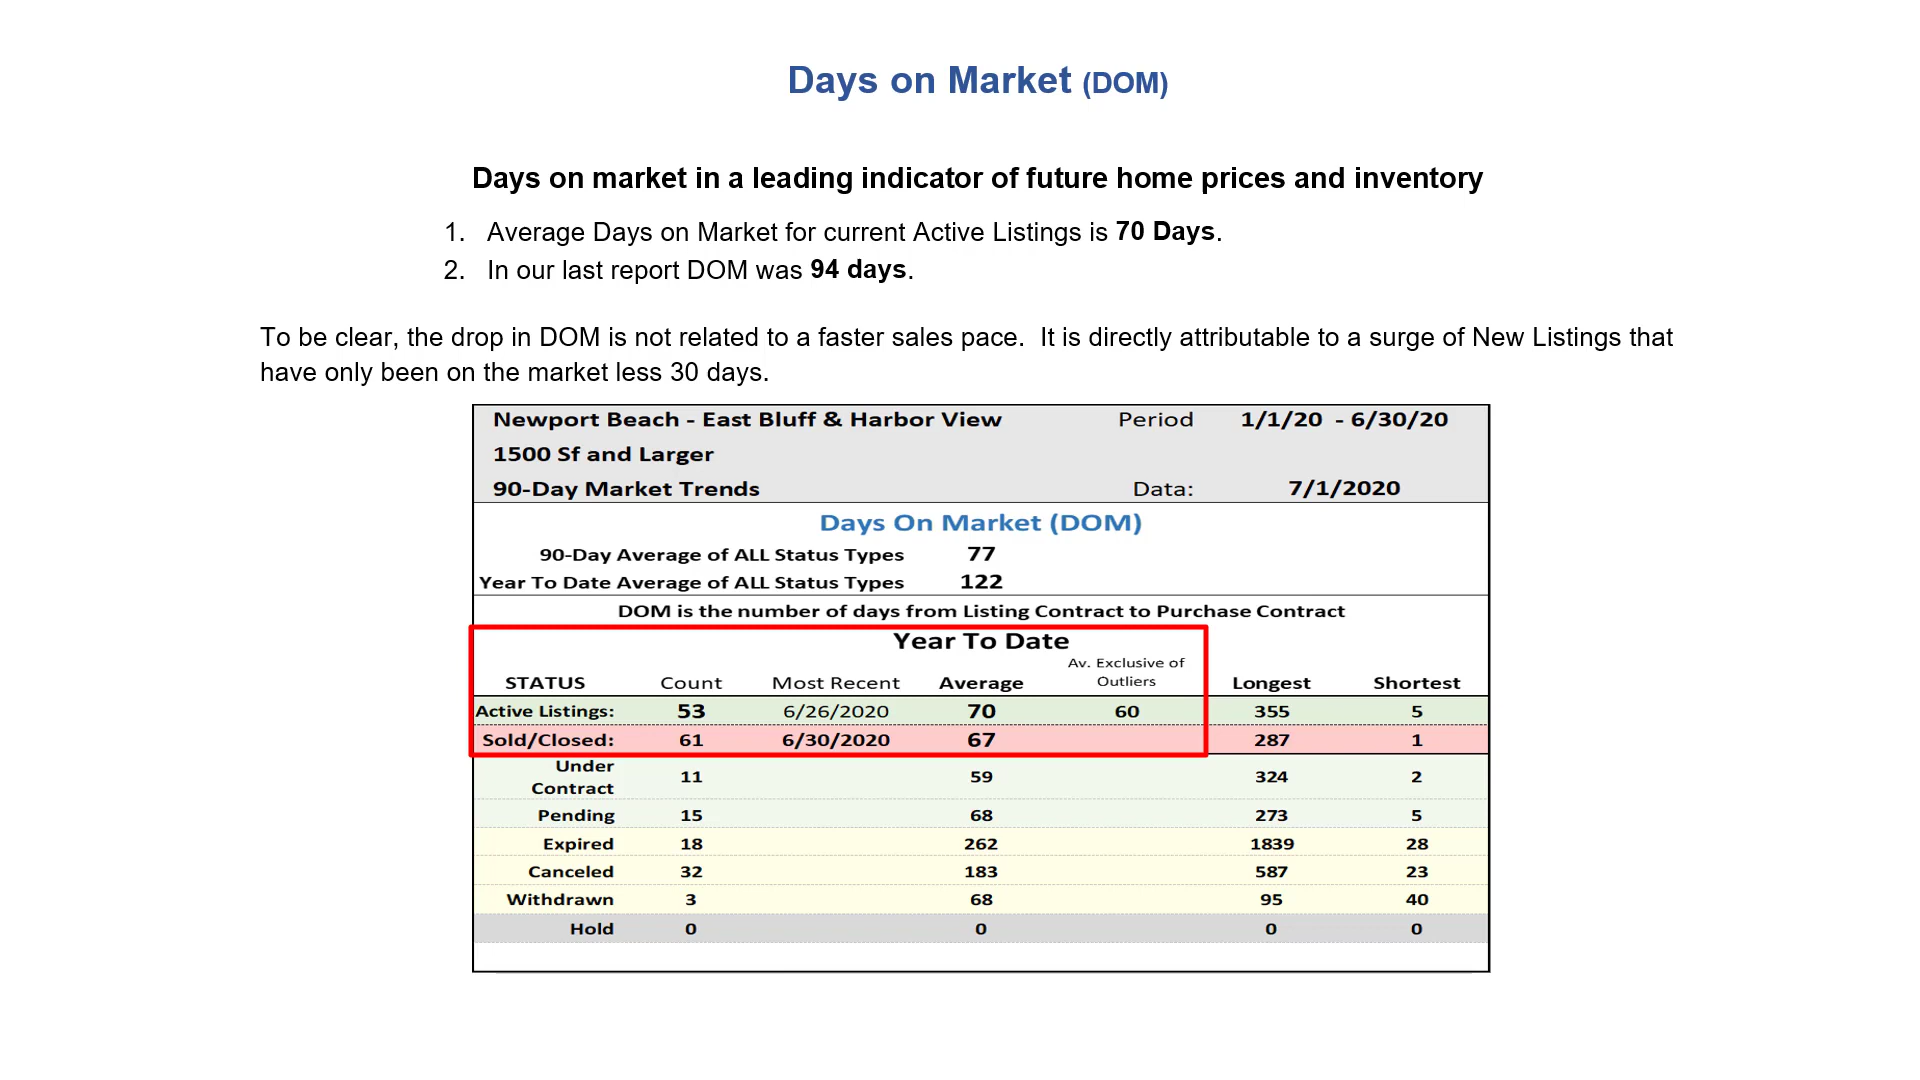 Days on Market (DOM)
Days on market in a leading indicator of future home prices and inventory
1. Average Days on Market for current Active Listings is 70 Days.
2. In our last report DOM was 94 days.
To be clear, the drop in DOM is not related to a faster sales pace. It is directly attributable to a surge of New Listings that
have only been on the market less 30 days.
Newport Beach - East Bluff & Harbor View Period 1/1/20 - 6/30/20
1500 Sf and Larger
90-Day Market Trends Data: 7/1/2020
Days On Market (DOM)
90-Day Average of ALL Status Types 77
Year To Date Average of ALL Status Types 122
DOM is the number of days from Listing Contract to Purchase Contract
Year To Date
STATUS Count Most Recent Average Av. Exclusive of Outliers Longest Shortest
Active Listings: 53 6/26/2020 70 60 355 5
Sold/Closed: 61 6/30/2020 67 287 1
Under Contract 11 59 324 2
Pending 15 68 273 5
Expired 18 262 1839 28
Canceled 32 183 587 23
Withdrawn 3 68 95 40
Hold 0 0 0 0